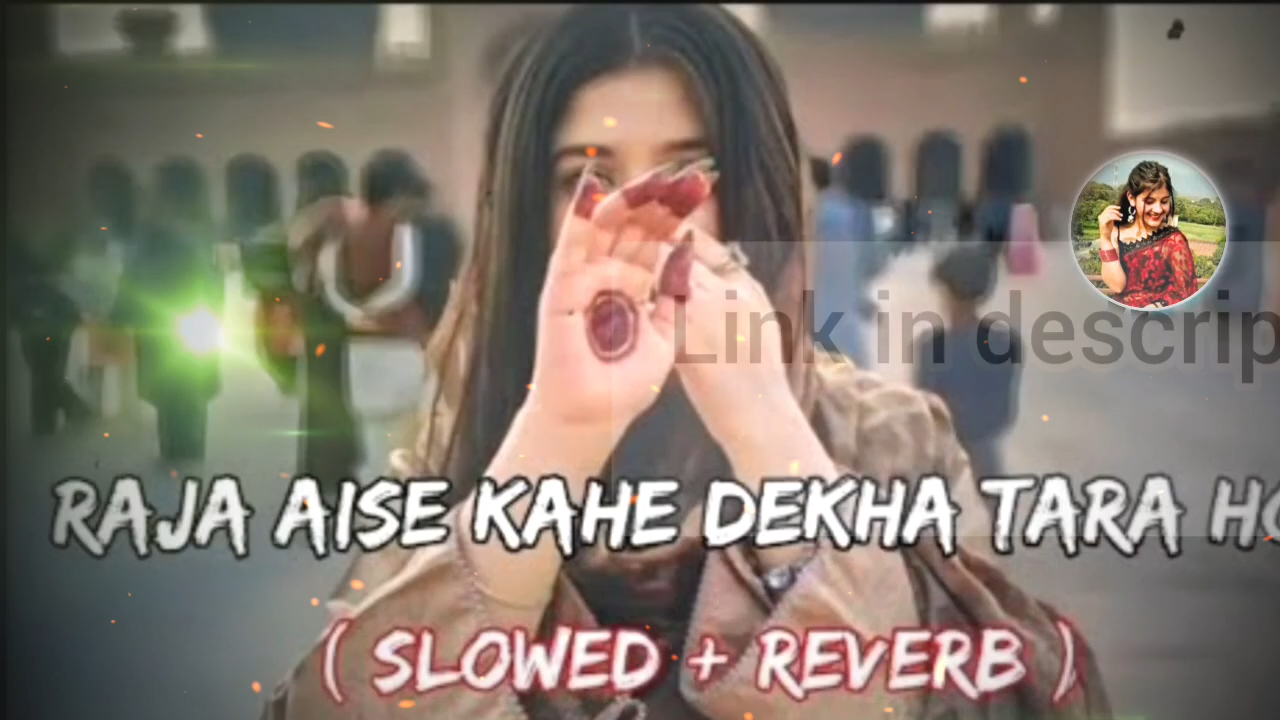 Link in descrip
RAJA AISE KAHE DEKHA TARA HO
( SLOWED + REVERB )